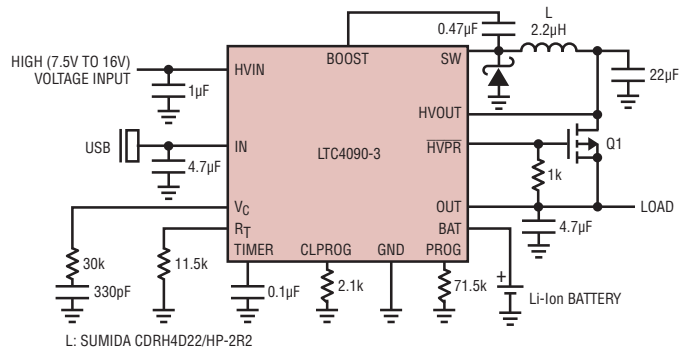 0.47µF
L
2.2µH
HIGH (7.5V TO 16V)
VOLTAGE INPUT
HVIN
BOOST
SW
1µF
22µF
HVOUT
Q1
USB
IN
LTC4090-3
HVPR
4.7µF
1k
VC
OUT
LOAD
RT
BAT
4.7µF
TIMER
CLPROG
GND
PROG
30k
11.5k
330pF
0.1µF
2.1k
71.5k
+
Li-Ion BATTERY
L: SUMIDA CDRH4D22/HP-2R2